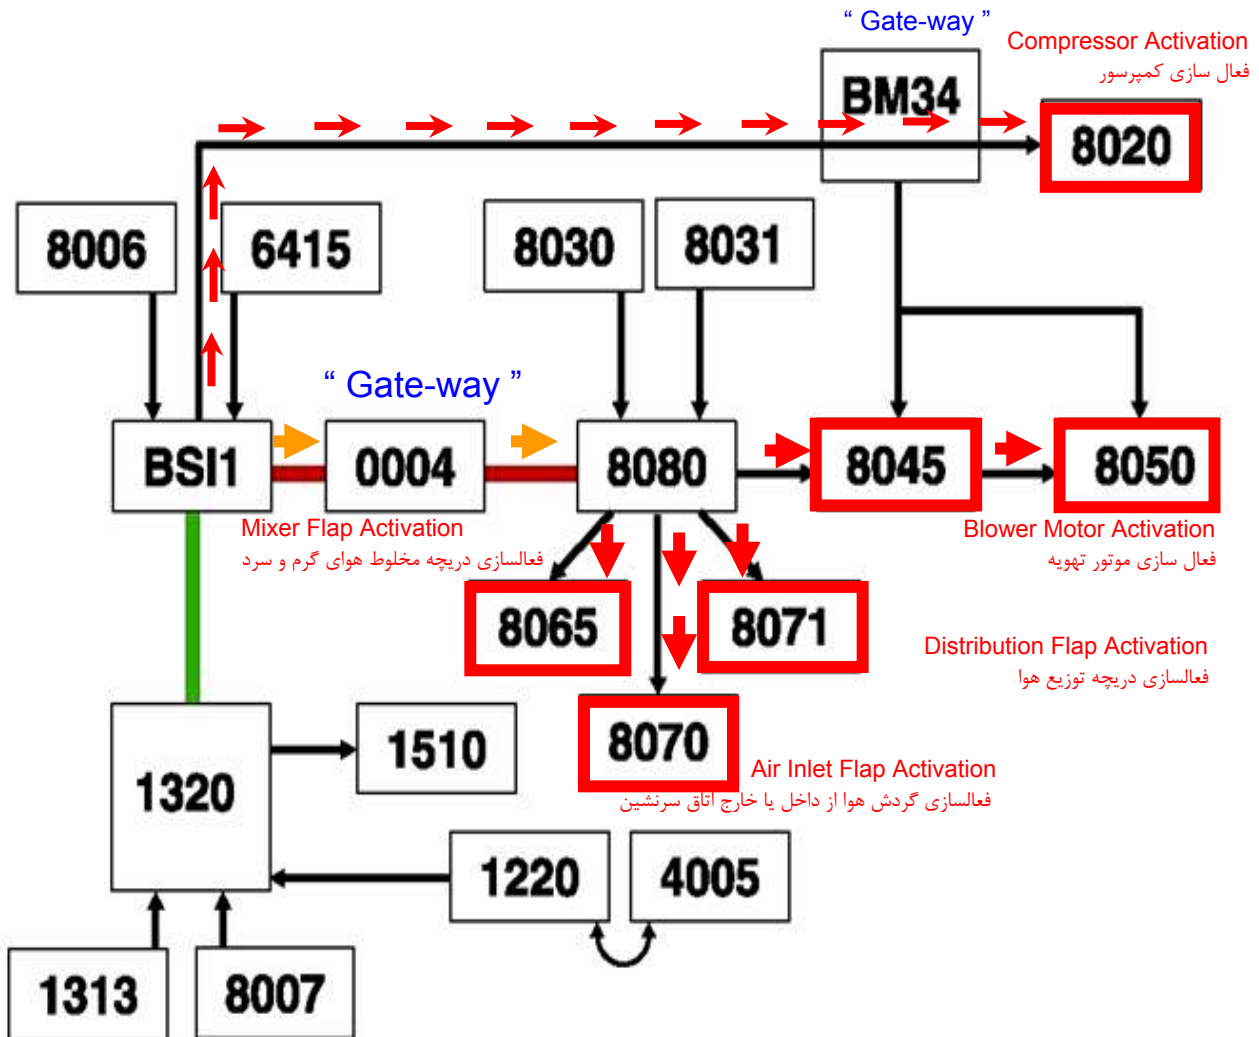 “ Gate-way ”
Compressor Activation
فعال سازی کمپرسور
BM34
8020
8006
6415
8030
8031
“ Gate-way ”
BSI1
0004
8080
8045
8050
Mixer Flap Activation
فعالسازی دریچه مخلوط هوای گرم و سرد
Blower Motor Activation
فعال سازی موتور تهویه
8065
8071
Distribution Flap Activation
فعالسازی دریچه توزیع هوا
8070
1510
1320
Air Inlet Flap Activation
فعالسازی گردش هوا از داخل یا خارج اتاق سرنشین
1220
4005
1313
8007